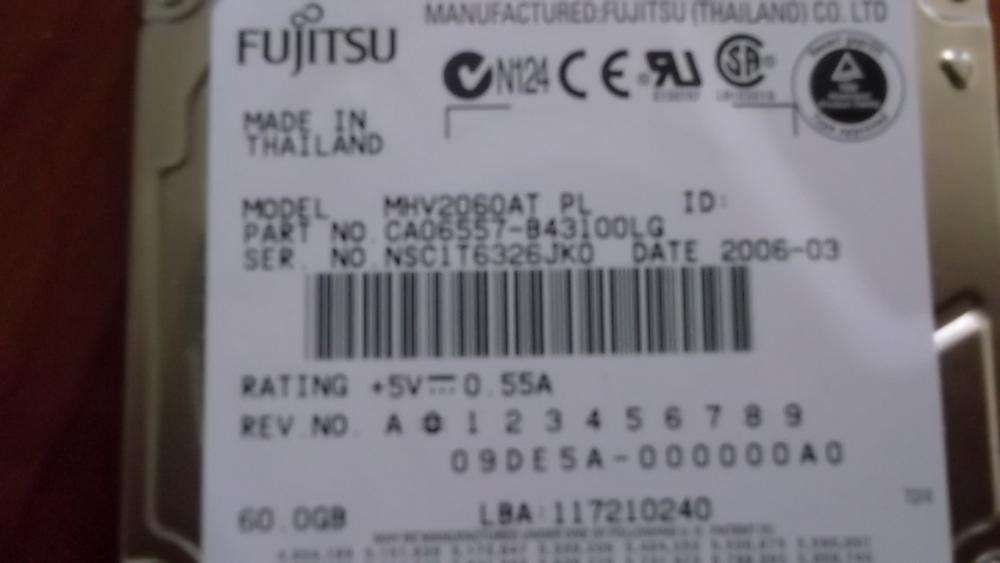 MANUFACTURED:FUJITSU (THAILAND) CO. LTD
FUJITSU
N124 CE
MADE IN
THAILAND
MODEL MHV2060AT PL ID:
PART NO. CA06557-B43100LG
SER. NO. NSC1T6326JK0 DATE 2006-03
RATING +5V 0.55A
REV.NO. A 0 1 2 3 4 5 6 7 8 9
09DE5A-000000A0
60.0GB LBA:117210240